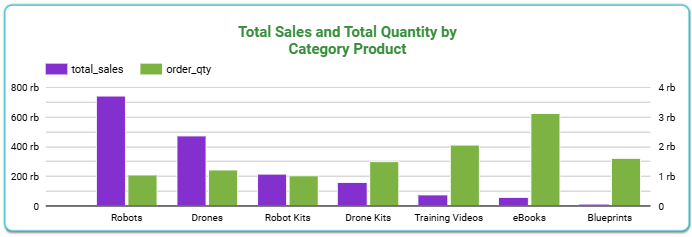 Total Sales and Total Quantity by
Category Product
total_sales order_qty
800 rb 4 rb
600 rb 3 rb
400 rb 2 rb
200 rb 1 rb
0 0
Robots Drones Robot Kits Drone Kits Training Videos eBooks Blueprints